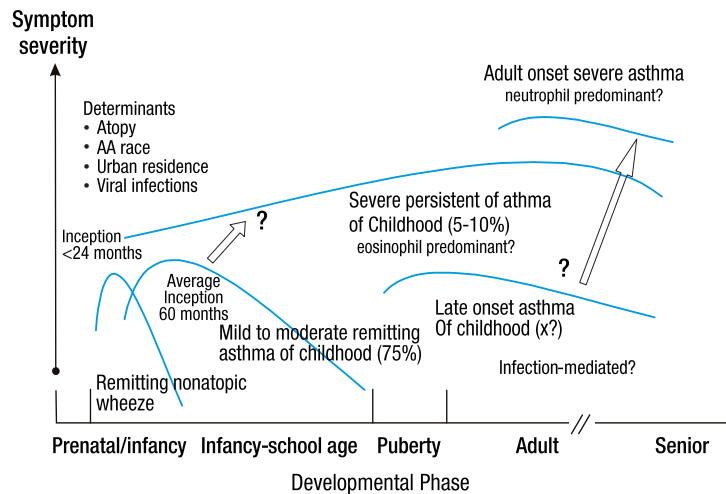 Symptom
severity
Adult onset severe asthma
neutrophil predominant?
Determinants
• Atopy
• AA race
• Urban residence
• Viral infections
Severe persistent of athma
of Childhood (5-10%)
eosinophil predominant?
?
Inception
<24 months
?
Average
Inception
60 months
Late onset asthma
Of childhood (x?)
Mild to moderate remitting
asthma of childhood (75%)
Infection-mediated?
Remitting nonatopic
wheeze
Prenatal/infancy Infancy-school age Puberty Adult Senior
Developmental Phase